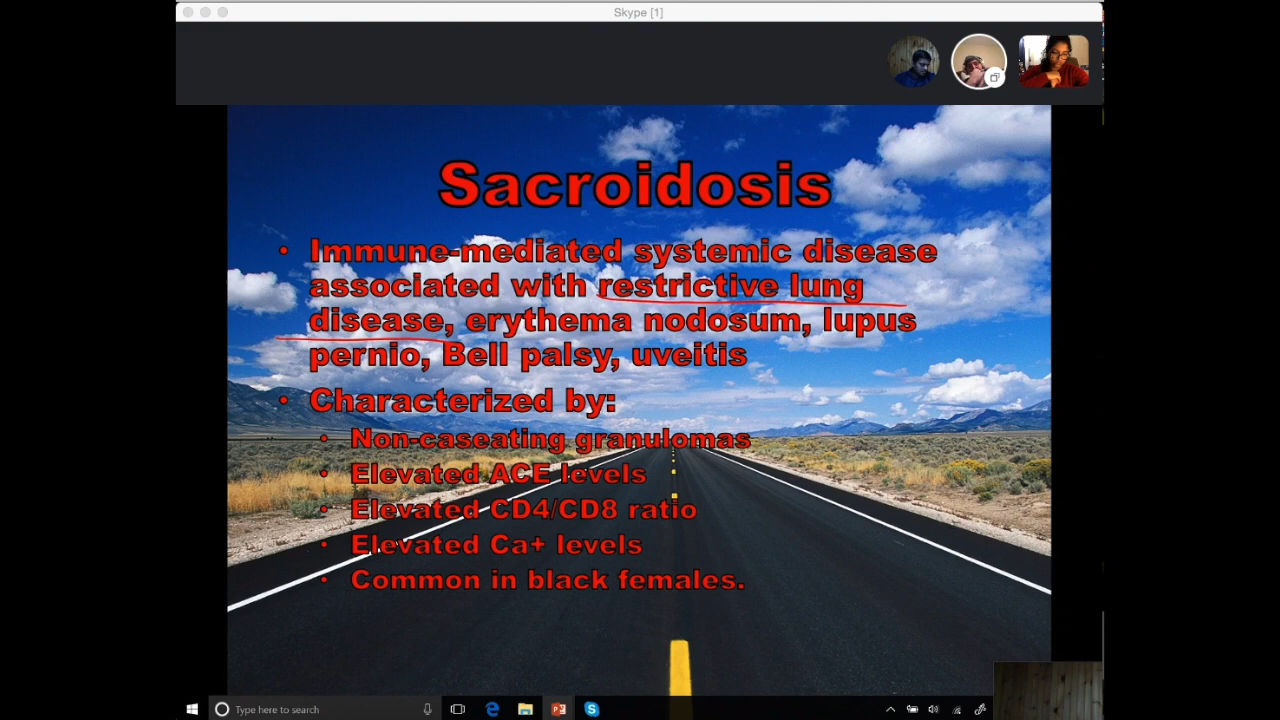 Skype [1]
Sacroidosis
• Immune-mediated systemic disease
associated with restrictive lung
disease, erythema nodosum, lupus
pernio, Bell palsy, uveitis
• Characterized by:
• Non-caseating granulomas
• Elevated ACE levels
• Elevated CD4/CD8 ratio
• Elevated Ca+ levels
• Common in black females.
Type here to search